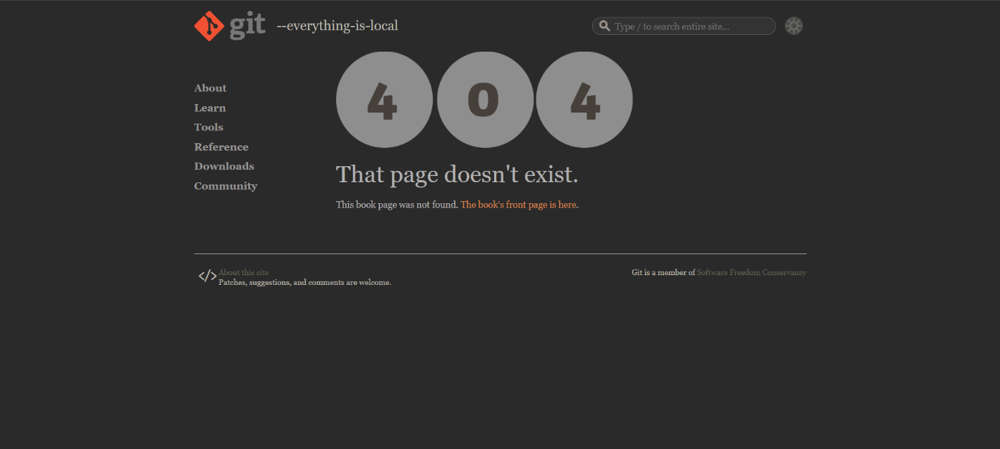 git --everything-is-local
Type / to search entire site...
4 0 4
About
Learn
Tools
Reference
Downloads
Community
That page doesn't exist.
This book page was not found. The book's front page is here.
</> About this site
Patches, suggestions, and comments are welcome.
Git is a member of Software Freedom Conservancy